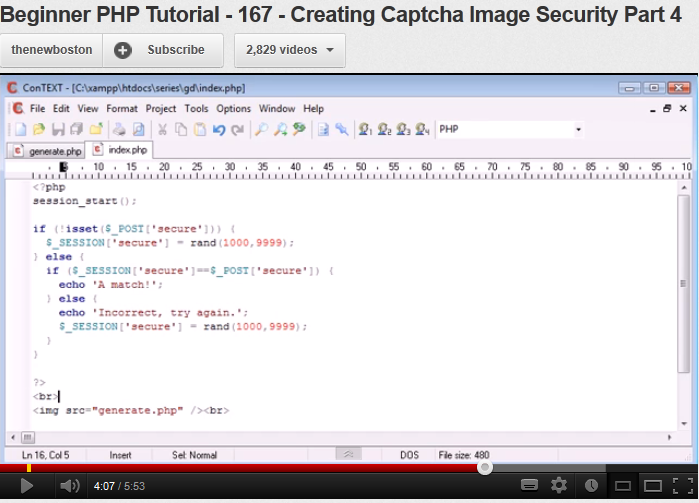 Beginner PHP Tutorial - 167 - Creating Captcha Image Security Part 4
thenewboston Subscribe 2,829 videos
ConTEXT - [C:\xampp\htdocs\series\gd\index.php]
File Edit View Format Project Tools Options Window Help
PHP
generate.php index.php
10 15 20 25 30 35 40 45 50 55 60 65 70 75 80 85 90 95 10
<?php
session_start();
if (!isset($_POST['secure'])) {
$_SESSION['secure'] = rand(1000,9999);
} else {
if ($_SESSION['secure']==$_POST['secure']) {
echo 'A match!';
} else {
echo 'Incorrect, try again.';
$_SESSION['secure'] = rand(1000,9999);
}
}
?>
<br>
<img src="generate.php" /><br>
Ln 16, Col 5 Insert Sel: Normal DOS File size: 480
4:07 / 5:53